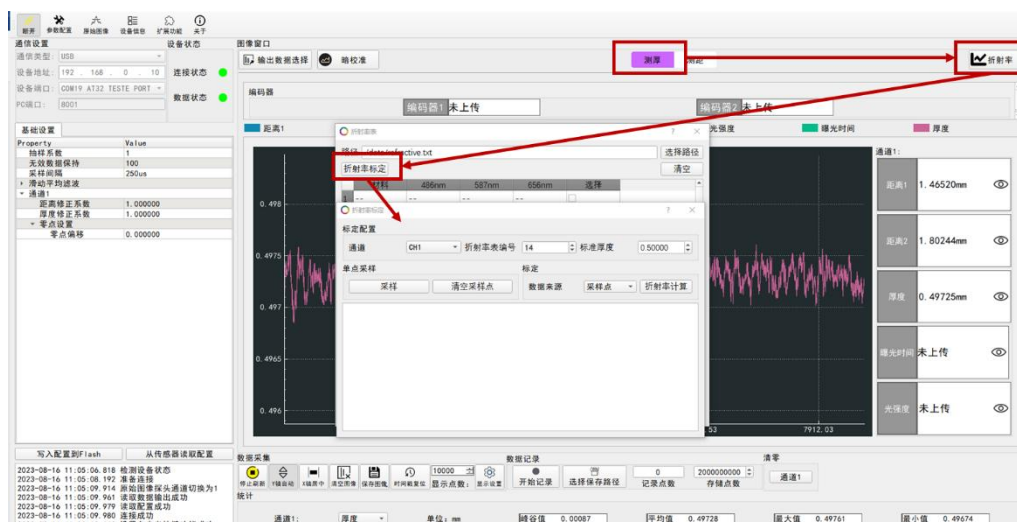 断开 参数配置 原始图像 设备信息 扩展功能 关于
通信设置 设备状态
通信类型: USB
设备地址: 192 . 168 . 0 . 10 连接状态
设备端口: COM19 AT32 TESTE PORT
数据状态
PC端口: 8001
基础设置
Property Value
抽样系数 1
无效数据保持 100
采样间隔 250us
滑动平均滤波
通道1
距离修正系数 1.000000
厚度修正系数 1.000000
零点设置
零点偏移 0.000000
写入配置到Flash 从传感器读取配置
2023-08-16 11:05:06.818 检测设备状态
2023-08-16 11:05:08.192 准备连接
2023-08-16 11:05:09.914 原始图像探头通道切换为1
2023-08-16 11:05:09.961 读取数据输出成功
2023-08-16 11:05:09.979 读取配置成功
2023-08-16 11:05:09.980 连接成功
图像窗口
输出数据选择 暗校准 测厚 测距 折射率
编码器
编码器1 未上传 编码器2 未上传
距离1 光强度 曝光时间 厚度
0.498
0.4975
0.497
0.4965
0.496
53 7912.03
折射率表 ? ×
路径 /data/refractive.txt 选择路径
折射率标定 清空
材料 486nm 587nm 656nm 选择
1 -- -- -- --
折射率标定 ? ×
标定配置
通道 CH1 折射率表编号 14 标准厚度 0.50000
单点采样 标定
采样 清空采样点 数据来源 采样点 折射率计算
通道1:
距离1 1.46520mm
距离2 1.80244mm
厚度 0.49725mm
曝光时间 未上传
光强度 未上传
数据采集 数据记录 清零
停止刷新 Y轴自动 X轴居中 清空图像 保存图像 时间轴复位 10000 显示点数: 显示设置 开始记录 选择保存路径 0 记录点数 2000000000 存储点数 通道1
统计
通道1: 厚度 单位: mm 峰谷值 0.00087 平均值 0.49728 最大值 0.49761 最小值 0.49674